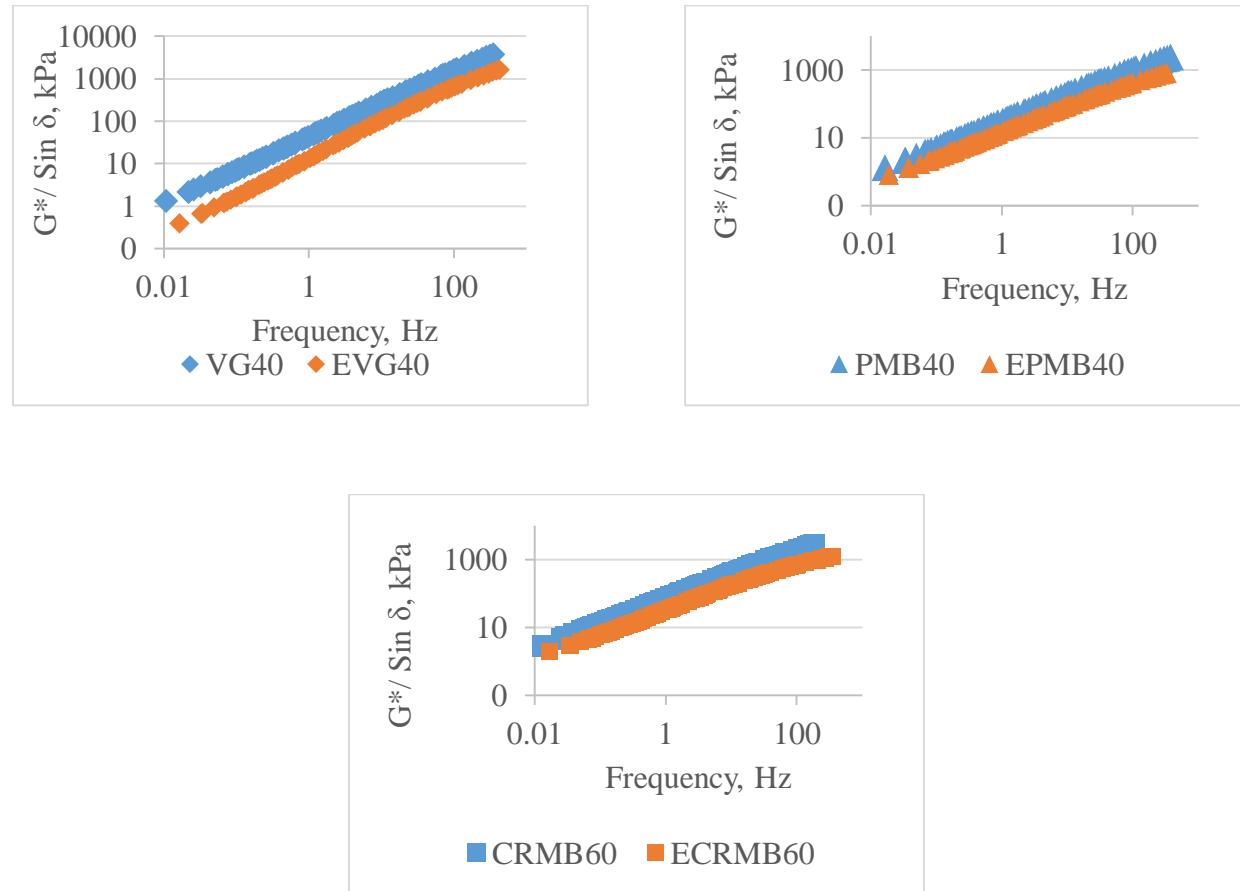 G*/ Sin δ, kPa
10000
1000
100
10
1
0
0.01 1 100
Frequency, Hz
VG40 EVG40
G*/ Sin δ, kPa
1000
10
0
0.01 1 100
Frequency, Hz
PMB40 EPMB40
G*/ Sin δ, kPa
1000
10
0
0.01 1 100
Frequency, Hz
CRMB60 ECRMB60